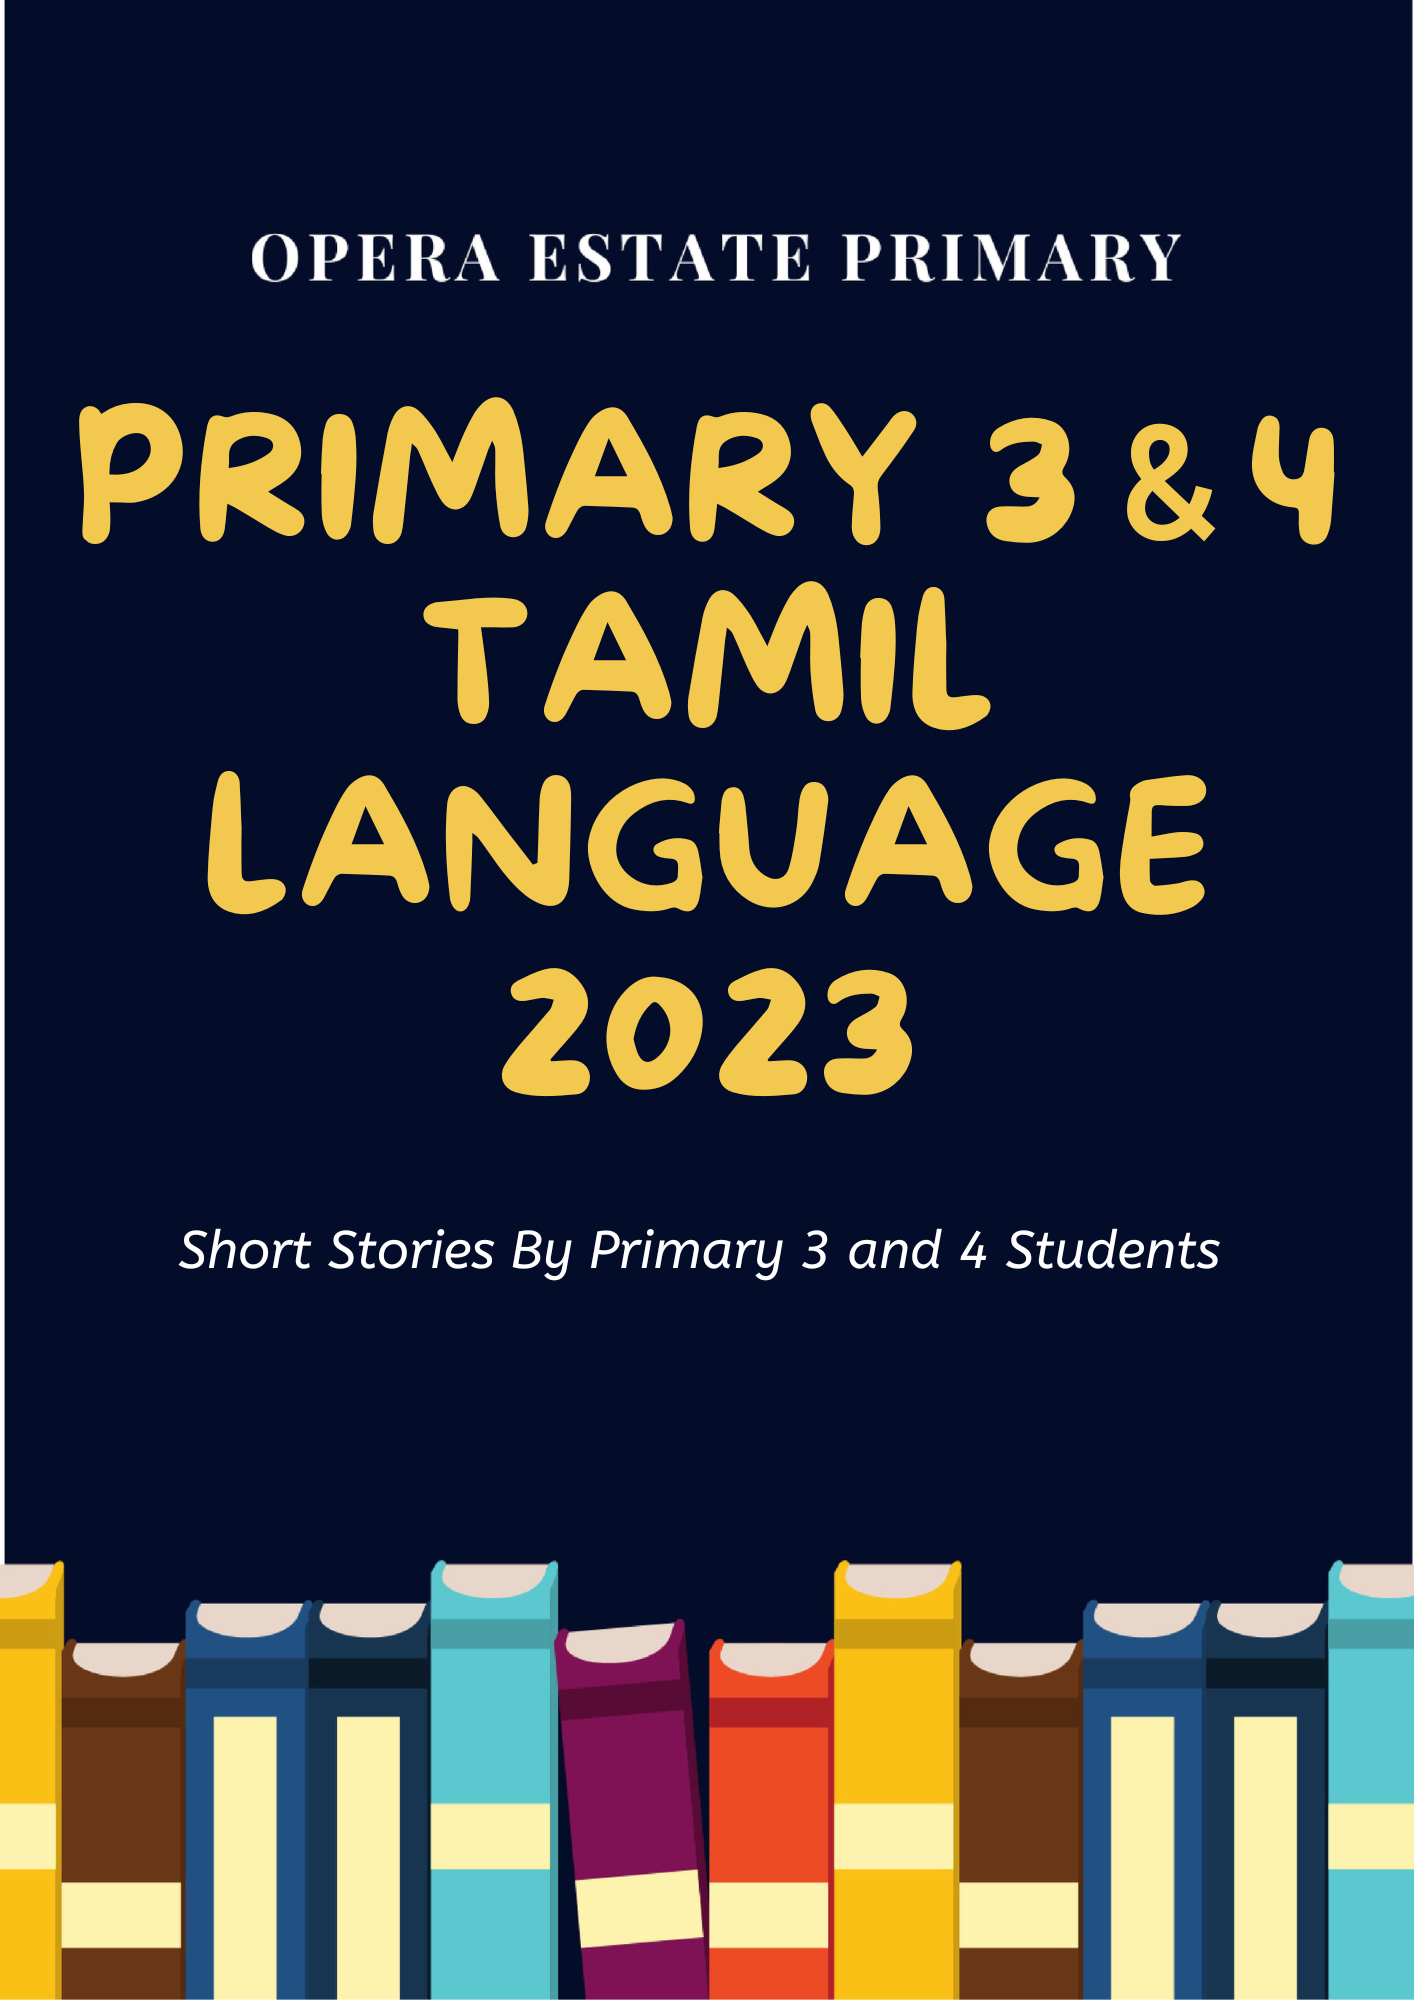 OPERA ESTATE PRIMARY
PRIMARY 3 & 4
TAMIL
LANGUAGE
2023
Short Stories By Primary 3 and 4 Students